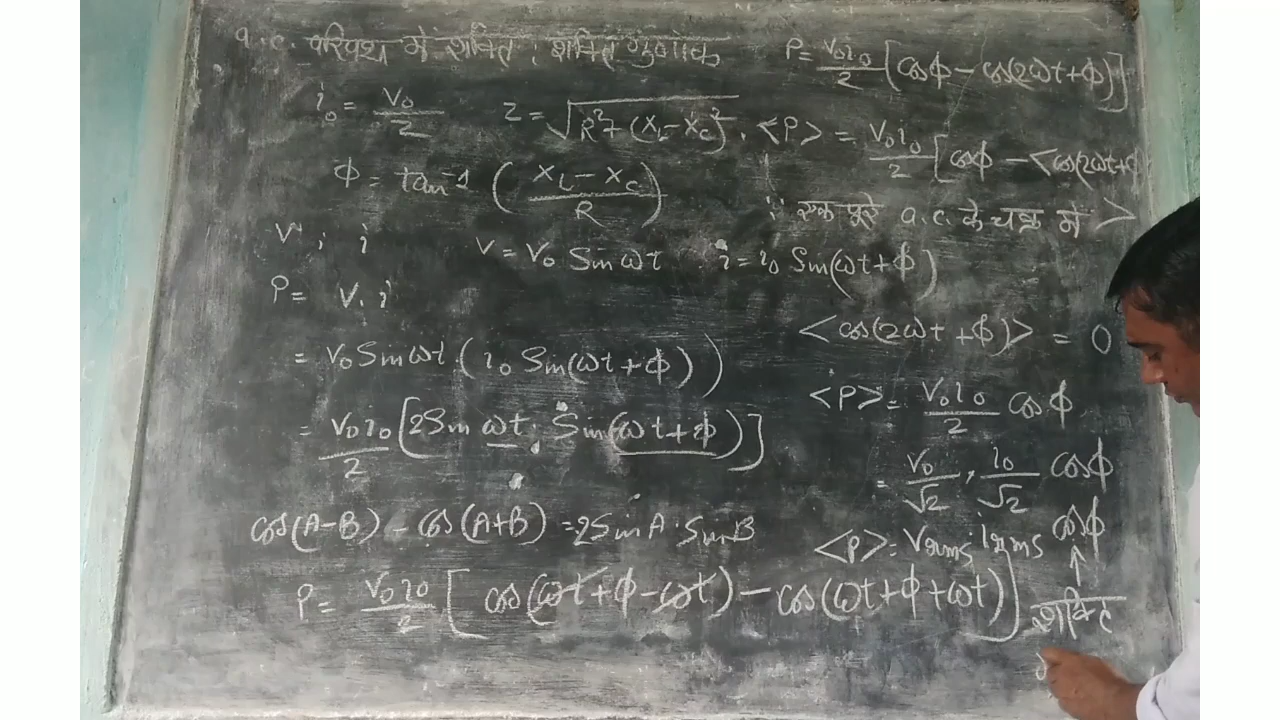 a.c. परिपथ में शक्ति : शक्ति गुणांक
i₀ = V₀/Z   Z = √(R² + (X_L − X_C)²)
Φ = tan⁻¹ ( (X_L − X_C)/R )
V , i   V = V₀ Sin ωt   i = i₀ Sin(ωt + Φ)
P = V. i
= V₀ Sin ωt . ( i₀ Sin(ωt + Φ) )
= V₀i₀/2 [2Sin ωt . Sin(ωt + Φ)]
cos(A−B) − cos(A+B) = 2SinA . SinB
P = V₀i₀/2 [ cos(ωt + Φ − ωt) − cos(ωt + Φ + ωt) ]
P = V₀i₀/2 [cosΦ − cos(2ωt + Φ)]
<P> = V₀i₀/2 [cosΦ − <cos(2ωt+Φ
>
∵ एक पूरे a.c. के चक्र में
<cos(2ωt + Φ)> = 0
<P> = V₀i₀/2 cosΦ
= V₀/√2 . i₀/√2 cosΦ
<P> = Vrms irms cosΦ
↑
शक्ति